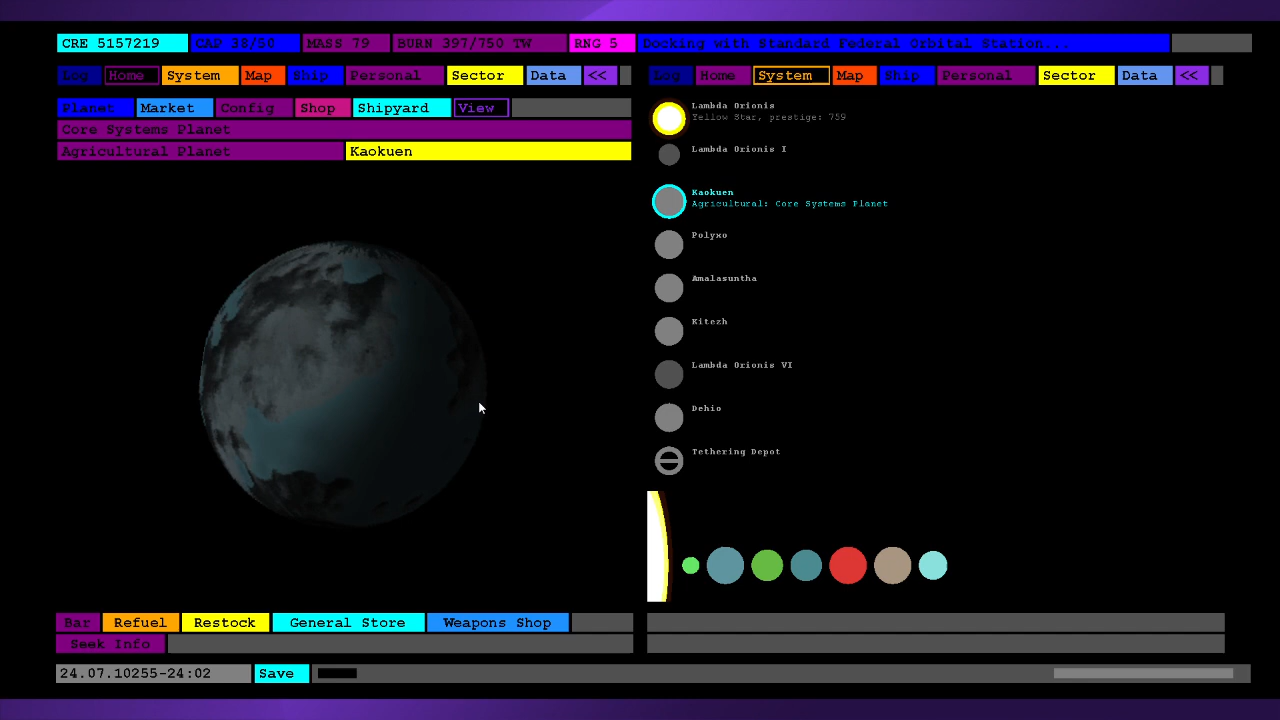 CRE 5157219 CAP 38/50 MASS 79 BURN 397/750 TW RNG 5 Docking with Standard Federal Orbital Station...
Log Home System Map Ship Personal Sector Data << Log Home System Map Ship Personal Sector Data <<
Planet Market Config Shop Shipyard View
Core Systems Planet
Agricultural Planet Kaokuen
Lambda Orionis
Yellow Star, prestige: 759
Lambda Orionis I
Kaokuen
Agricultural: Core Systems Planet
Polyxo
Amalasuntha
Kitezh
Lambda Orionis VI
Dehio
Tethering Depot
Bar Refuel Restock General Store Weapons Shop
Seek Info
24.07.10255-24:02 Save